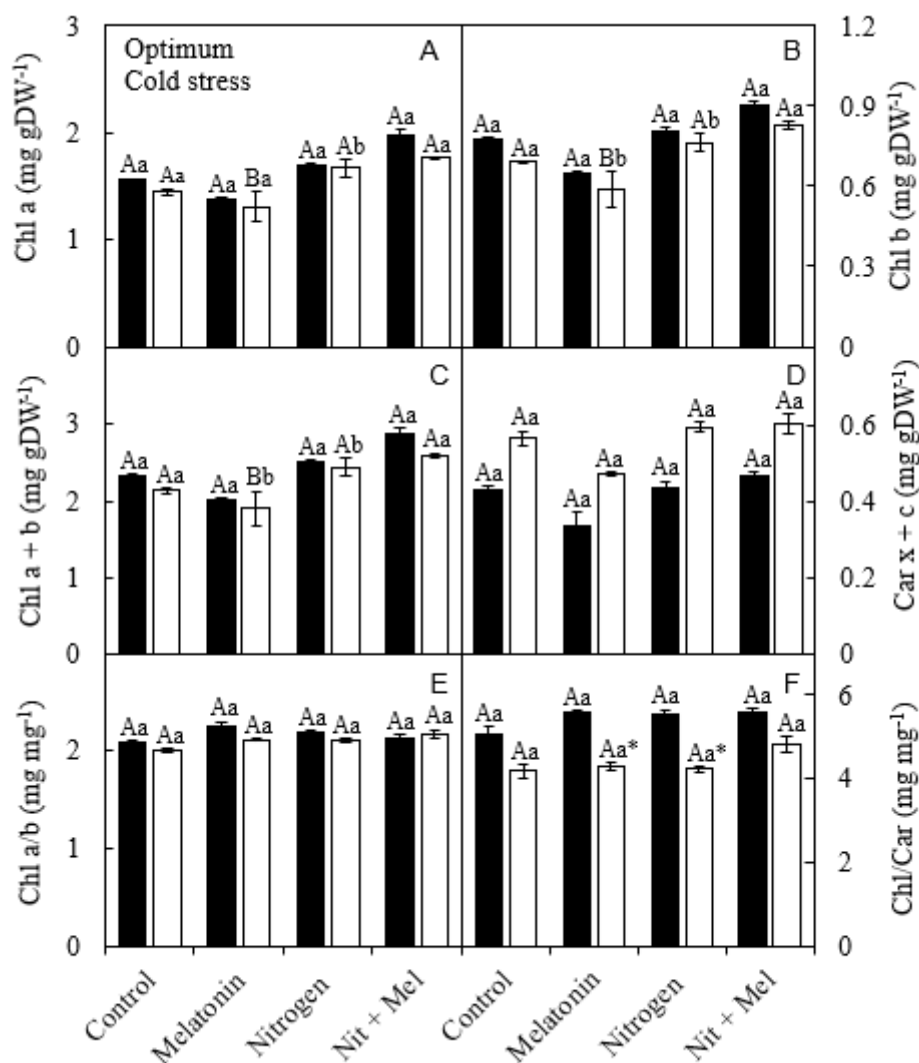 3
Optimum
Cold stress
A
B
1.2
Chl a (mg gDW⁻¹)
2
1
0
Aa
Aa
Aa
Ba
Aa
Ab
Aa
Aa
Aa
Aa
Aa
Bb
Aa
Ab
Aa
Aa
0.9
0.6
0.3
0
Chl b (mg gDW⁻¹)
C
D
Chl a + b (mg gDW⁻¹)
3
2
1
0
Aa
Aa
Aa
Bb
Aa
Ab
Aa
Aa
Aa
Aa
Aa
Aa
Aa
Aa
Aa
Aa
0.6
0.4
0.2
0
Car x + c (mg gDW⁻¹)
E
F
Chl a/b (mg mg⁻¹)
2
1
0
Aa
Aa
Aa
Aa
Aa
Aa
Aa
Aa
Aa
Aa
Aa
Aa*
Aa
Aa*
Aa
Aa
6
4
2
0
Chl/Car (mg mg⁻¹)
Control
Melatonin
Nitrogen
Nit + Mel
Control
Melatonin
Nitrogen
Nit + Mel